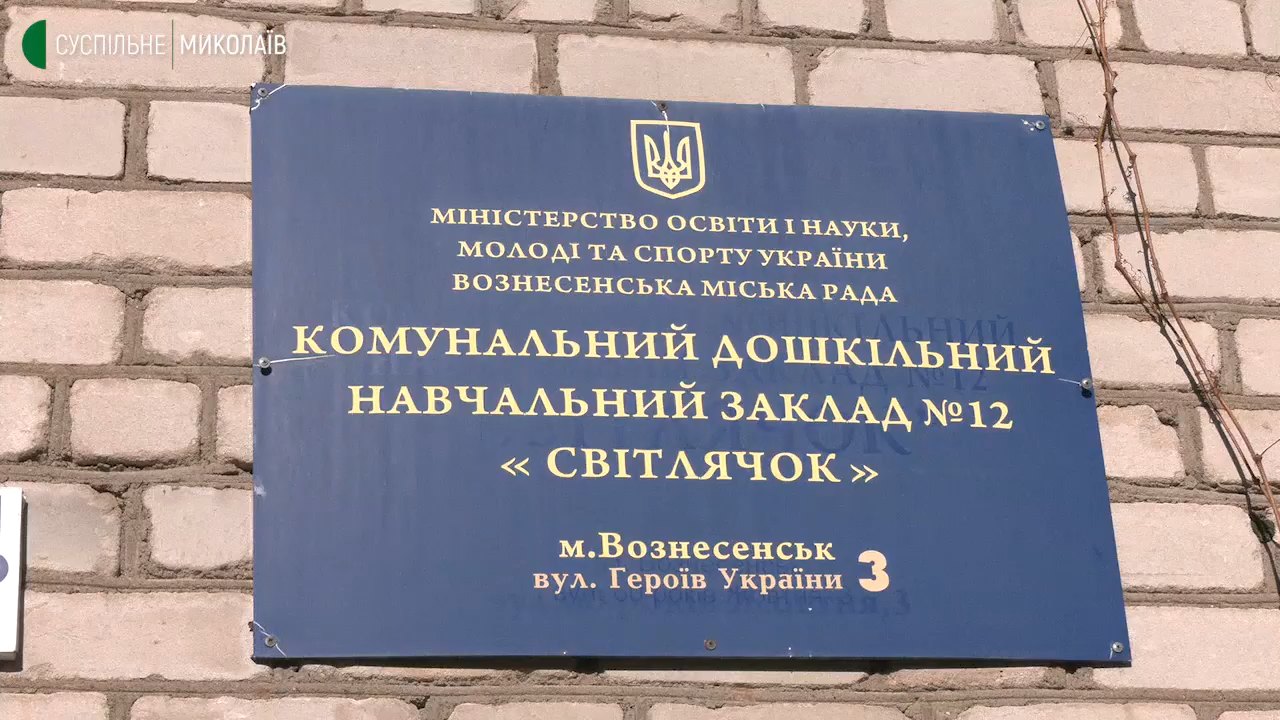 СУСПІЛЬНЕ МИКОЛАЇВ
МІНІСТЕРСТВО ОСВІТИ І НАУКИ,
МОЛОДІ ТА СПОРТУ УКРАЇНИ
ВОЗНЕСЕНСЬКА МІСЬКА РАДА
КОМУНАЛЬНИЙ ДОШКІЛЬНИЙ
НАВЧАЛЬНИЙ ЗАКЛАД №12
« СВІТЛЯЧОК »
м.Вознесенськ
вул. Героїв України 3